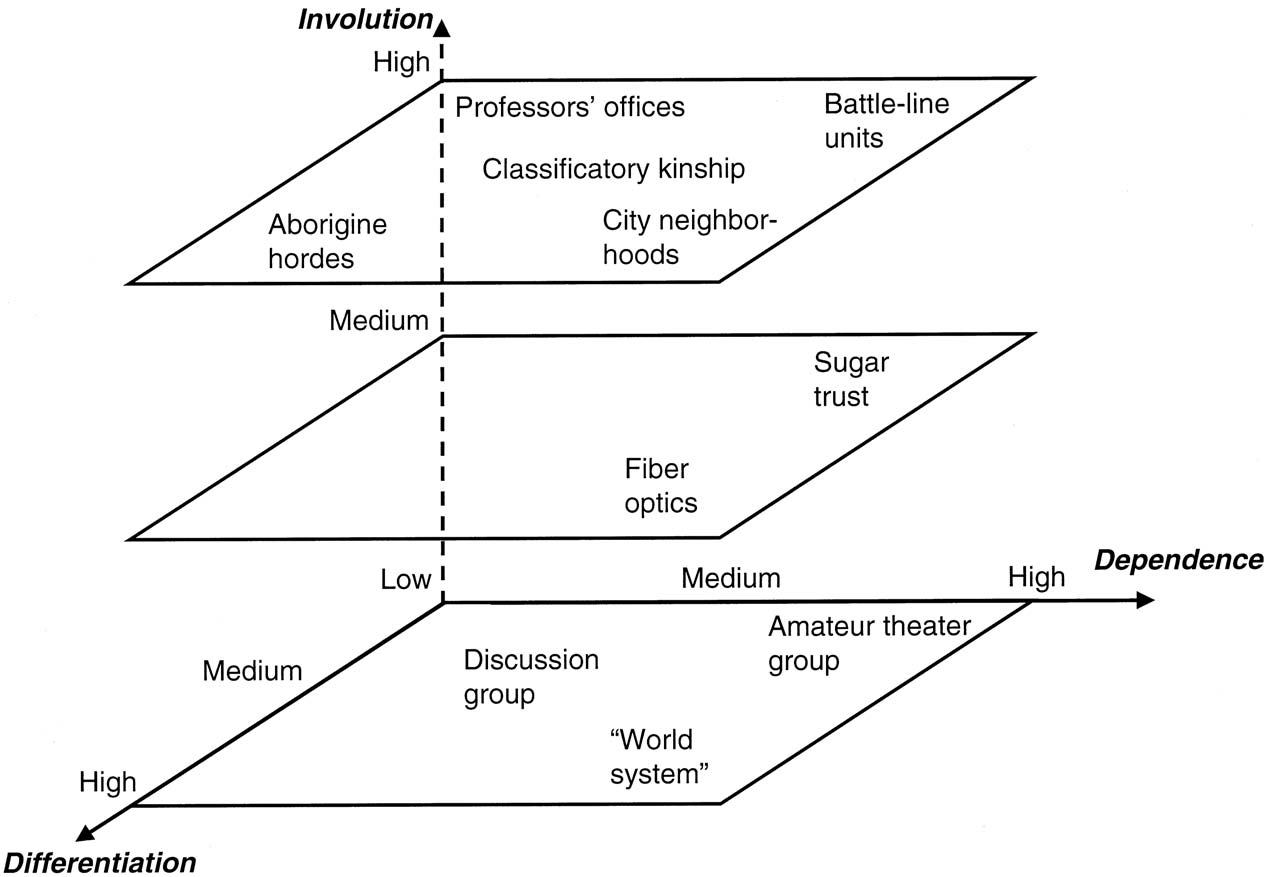 Involution
High
Professors’ offices
Battle-line
units
Classificatory kinship
Aborigine
hordes
City neighbor-
hoods
Medium
Sugar
trust
Fiber
optics
Dependence
Low
Medium
High
Amateur theater
group
Discussion
group
Medium
“World
system”
High
Differentiation